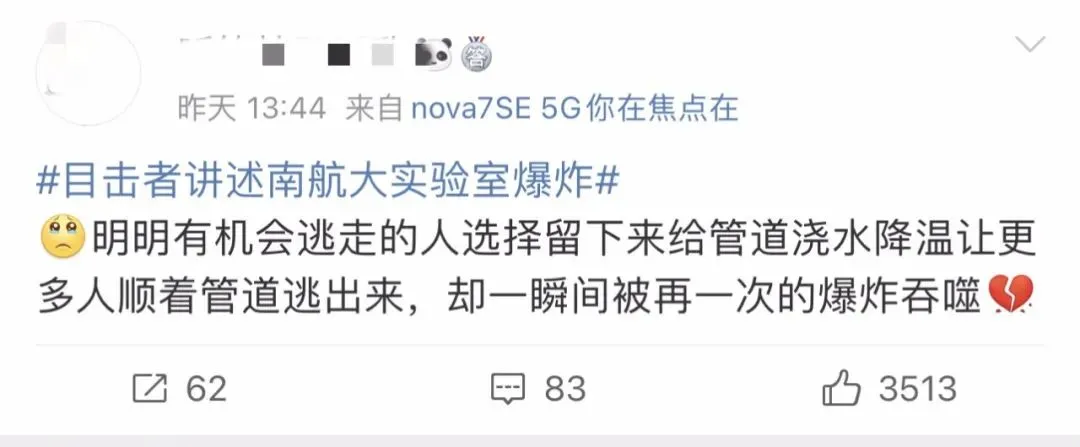 昨天 13:44 来自 nova7SE 5G你在焦点在
#目击者讲述南航大实验室爆炸#
🥺明明有机会逃走的人选择留下来给管道浇水降温让更
多人顺着管道逃出来，却一瞬间被再一次的爆炸吞噬💔
62 83 3513